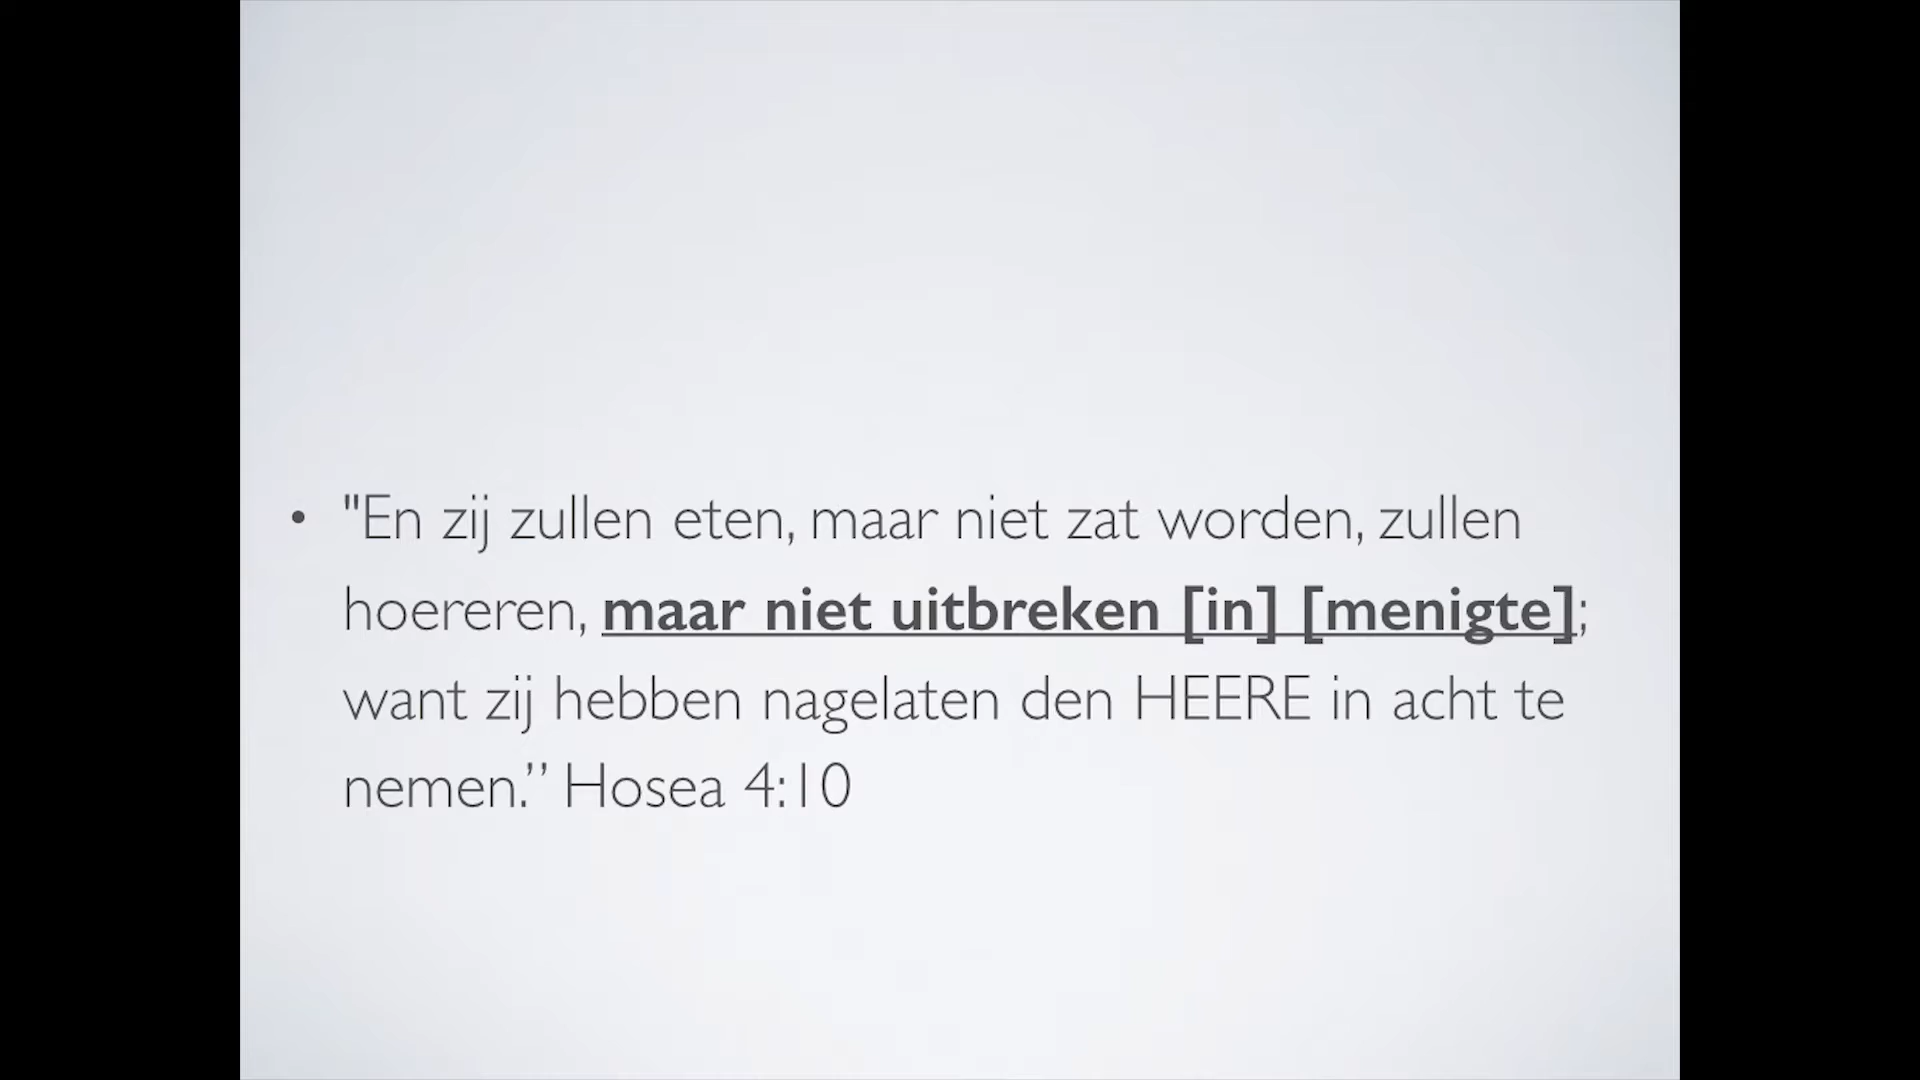 • "En zij zullen eten, maar niet zat worden, zullen
hoereren, maar niet uitbreken [in] [menigte];
want zij hebben nagelaten den HEERE in acht te
nemen.’’ Hosea 4:10